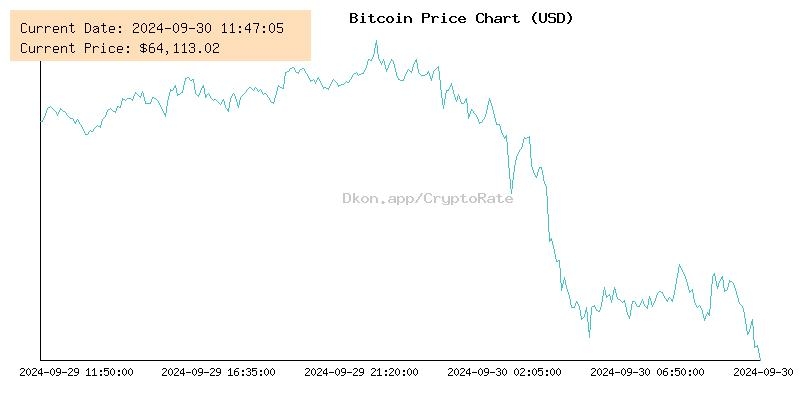 Bitcoin Price Chart (USD)
Current Date: 2024-09-30 11:47:05
Current Price: $64,113.02
Dkon.app/CryptoRate
2024-09-29 11:50:00 2024-09-29 16:35:00 2024-09-29 21:20:00 2024-09-30 02:05:00 2024-09-30 06:50:00 2024-09-30